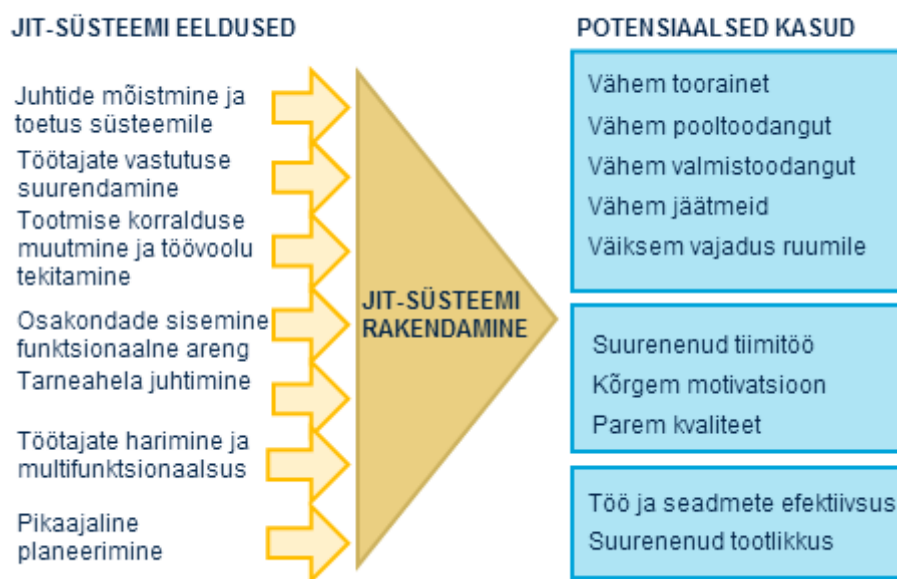 JIT-SÜSTEEMI EELDUSED
Juhtide mõistmine ja
toetus süsteemile
Töötajate vastutuse
suurendamine
Tootmise korralduse
muutmine ja töövoolu
tekitamine
Osakondade sisemine
funktsionaalne areng
Tarneahela juhtimine
Töötajate harimine ja
multifunktsionaalsus
Pikaajaline
planeerimine
JIT-SÜSTEEMI
RAKENDAMINE
POTENSIAALSED KASUD
Vähem toorainet
Vähem pooltoodangut
Vähem valmistoodangut
Vähem jäätmeid
Väiksem vajadus ruumile
Suurenenud tiimitöö
Kõrgem motivatsioon
Parem kvaliteet
Töö ja seadmete efektiivsus
Suurenenud tootlikkus